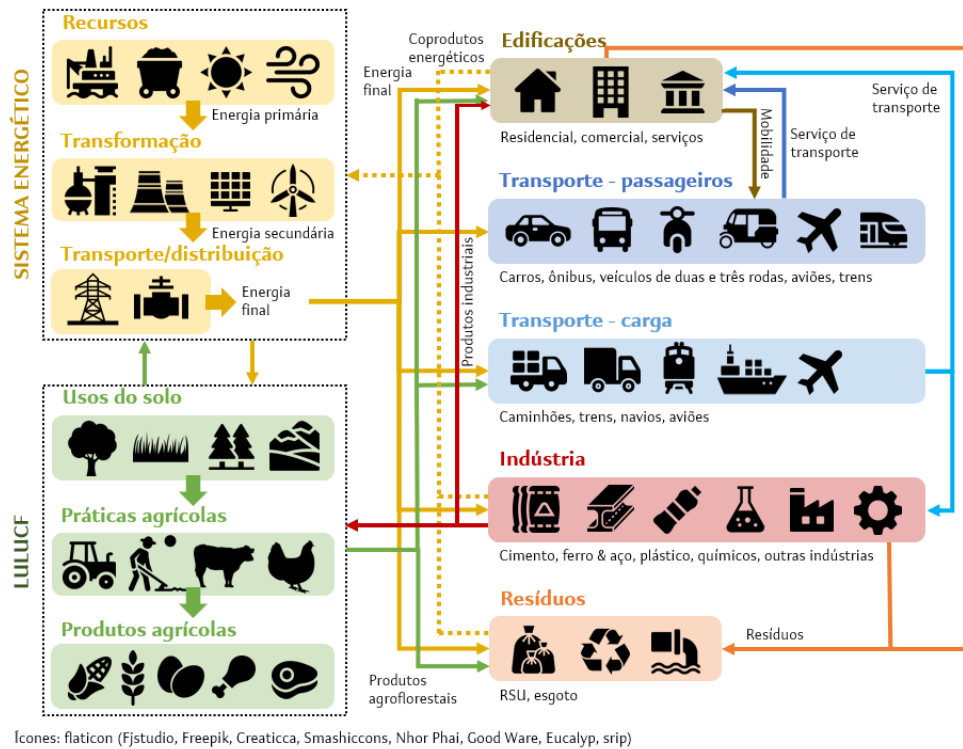 SISTEMA ENERGÉTICO
Recursos
Energia primária
Transformação
Energia secundária
Transporte/distribuição
Energia
final
LULUCF
Usos do solo
Práticas agrícolas
Produtos agrícolas
Coprodutos
energéticos
Energia
final
Produtos industriais
Produtos
agroflorestais
Edificações
Residencial, comercial, serviços
Mobilidade
Serviço de
transporte
Serviço de
transporte
Transporte - passageiros
Carros, ônibus, veículos de duas e três rodas, aviões, trens
Transporte - carga
Caminhões, trens, navios, aviões
Indústria
Cimento, ferro & aço, plástico, químicos, outras indústrias
Resíduos
Resíduos
RSU, esgoto
Ícones: flaticon (Fjstudio, Freepik, Creaticca, Smashiccons, Nhor Phai, Good Ware, Eucalyp, srip)